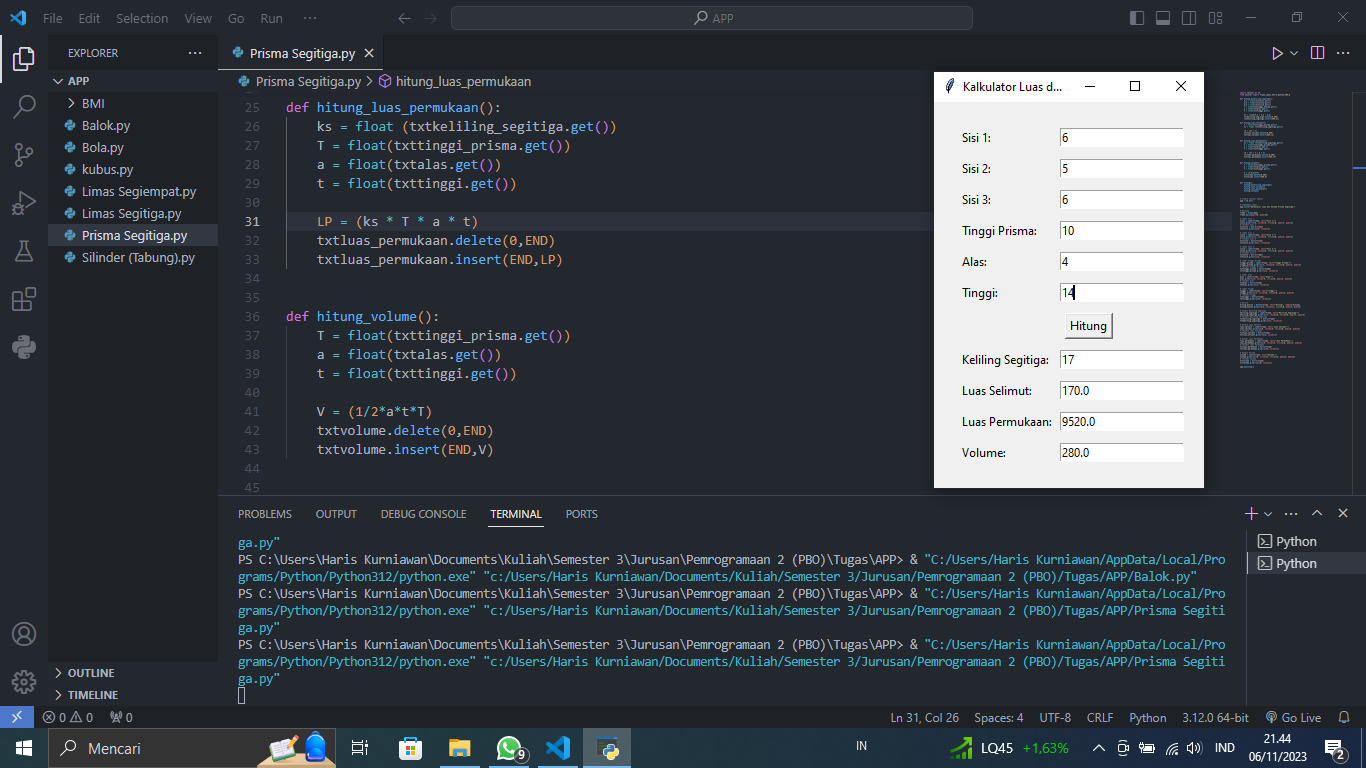 File Edit Selection View Go Run ··· APP
EXPLORER ···
APP
BMI
Balok.py
Bola.py
kubus.py
Limas Segiempat.py
Limas Segitiga.py
Prisma Segitiga.py
Silinder (Tabung).py
OUTLINE
TIMELINE
Prisma Segitiga.py
Prisma Segitiga.py > hitung_luas_permukaan
25 def hitung_luas_permukaan():
26 ks = float (txtkeliling_segitiga.get())
27 T = float(txttinggi_prisma.get())
28 a = float(txtalas.get())
29 t = float(txttinggi.get())
30
31 LP = (ks * T * a * t)
32 txtluas_permukaan.delete(0,END)
33 txtluas_permukaan.insert(END,LP)
34
35
36 def hitung_volume():
37 T = float(txttinggi_prisma.get())
38 a = float(txtalas.get())
39 t = float(txttinggi.get())
40
41 V = (1/2*a*t*T)
42 txtvolume.delete(0,END)
43 txtvolume.insert(END,V)
44
45
Kalkulator Luas d...
Sisi 1: 6
Sisi 2: 5
Sisi 3: 6
Tinggi Prisma: 10
Alas: 4
Tinggi: 14
Hitung
Keliling Segitiga: 17
Luas Selimut: 170.0
Luas Permukaan: 9520.0
Volume: 280.0
PROBLEMS OUTPUT DEBUG CONSOLE TERMINAL PORTS
ga.py"
PS C:\Users\Haris Kurniawan\Documents\Kuliah\Semester 3\Jurusan\Pemrogramaan 2 (PBO)\Tugas\APP> & "C:/Users/Haris Kurniawan/AppData/Local/Pro
grams/Python/Python312/python.exe" "c:/Users/Haris Kurniawan/Documents/Kuliah/Semester 3/Jurusan/Pemrogramaan 2 (PBO)/Tugas/APP/Balok.py"
PS C:\Users\Haris Kurniawan\Documents\Kuliah\Semester 3\Jurusan\Pemrogramaan 2 (PBO)\Tugas\APP> & "C:/Users/Haris Kurniawan/AppData/Local/Pro
grams/Python/Python312/python.exe" "c:/Users/Haris Kurniawan/Documents/Kuliah/Semester 3/Jurusan/Pemrogramaan 2 (PBO)/Tugas/APP/Prisma Segiti
ga.py"
PS C:\Users\Haris Kurniawan\Documents\Kuliah\Semester 3\Jurusan\Pemrogramaan 2 (PBO)\Tugas\APP> & "C:/Users/Haris Kurniawan/AppData/Local/Pro
grams/Python/Python312/python.exe" "c:/Users/Haris Kurniawan/Documents/Kuliah/Semester 3/Jurusan/Pemrogramaan 2 (PBO)/Tugas/APP/Prisma Segiti
ga.py"
Python
Python
0 0 0 Ln 31, Col 26 Spaces: 4 UTF-8 CRLF Python 3.12.0 64-bit Go Live
Mencari 9 IN LQ45 +1,63% IND 21.44
06/11/2023 2